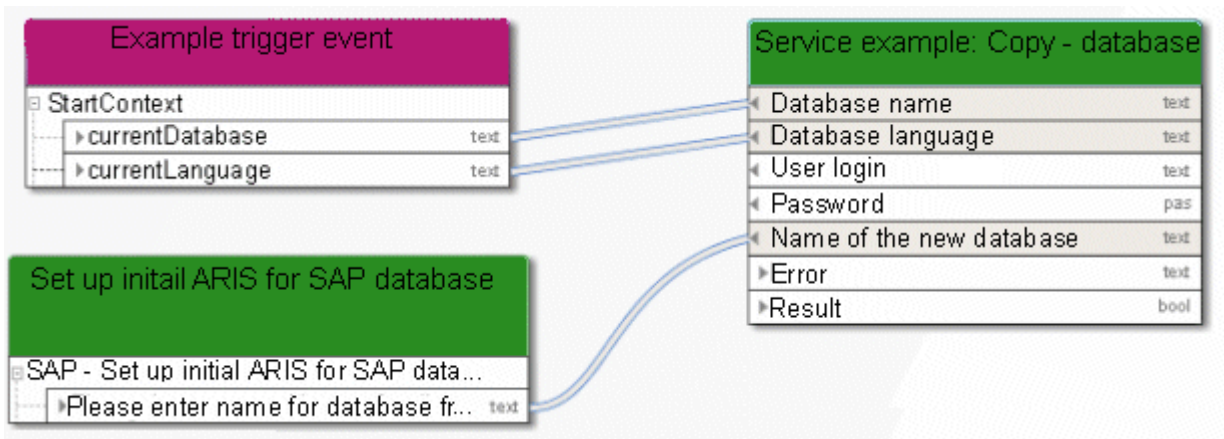 Example trigger event
StartContext
currentDatabase text
currentLanguage text
Set up initail ARIS for SAP database
SAP - Set up initial ARIS for SAP data...
Please enter name for database fr... text
Service example: Copy - database
Database name text
Database language text
User login text
Password pas
Name of the new database text
Error text
Result bool